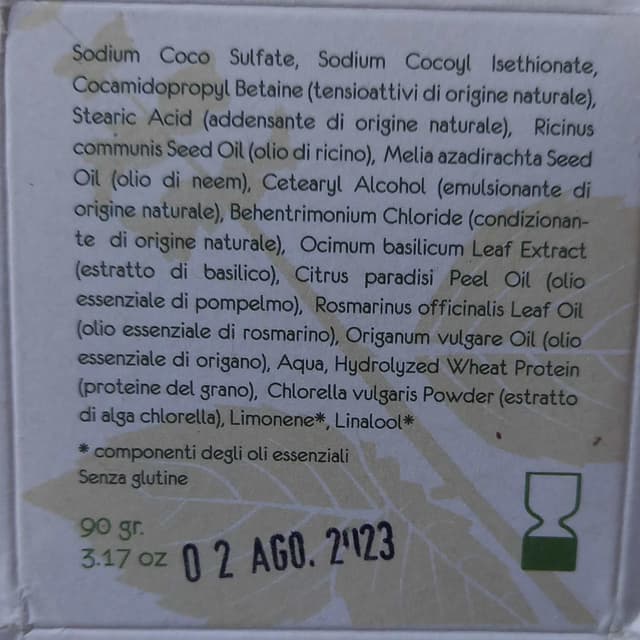 Sodium Coco Sulfate, Sodium Cocoyl Isethionate,
Cocamidopropyl Betaine (tensioattivi di origine naturale),
Stearic Acid (addensante di origine naturale), Ricinus
communis Seed Oil (olio di ricino), Melia azadirachta Seed
Oil (olio di neem), Cetearyl Alcohol (emulsionante di
origine naturale), Behentrimonium Chloride (condizionan-
te di origine naturale), Ocimum basilicum Leaf Extract
(estratto di basilico), Citrus paradisi Peel Oil (olio
essenziale di pompelmo), Rosmarinus officinalis Leaf Oil
(olio essenziale di rosmarino), Origanum vulgare Oil (olio
essenziale di origano), Aqua, Hydrolyzed Wheat Protein
(proteine del grano), Chlorella vulgaris Powder (estratto
di alga chlorella), Limonene*, Linalool*
* componenti degli oli essenziali
Senza glutine
90 gr.
3.17 oz
02 AGO. 2023